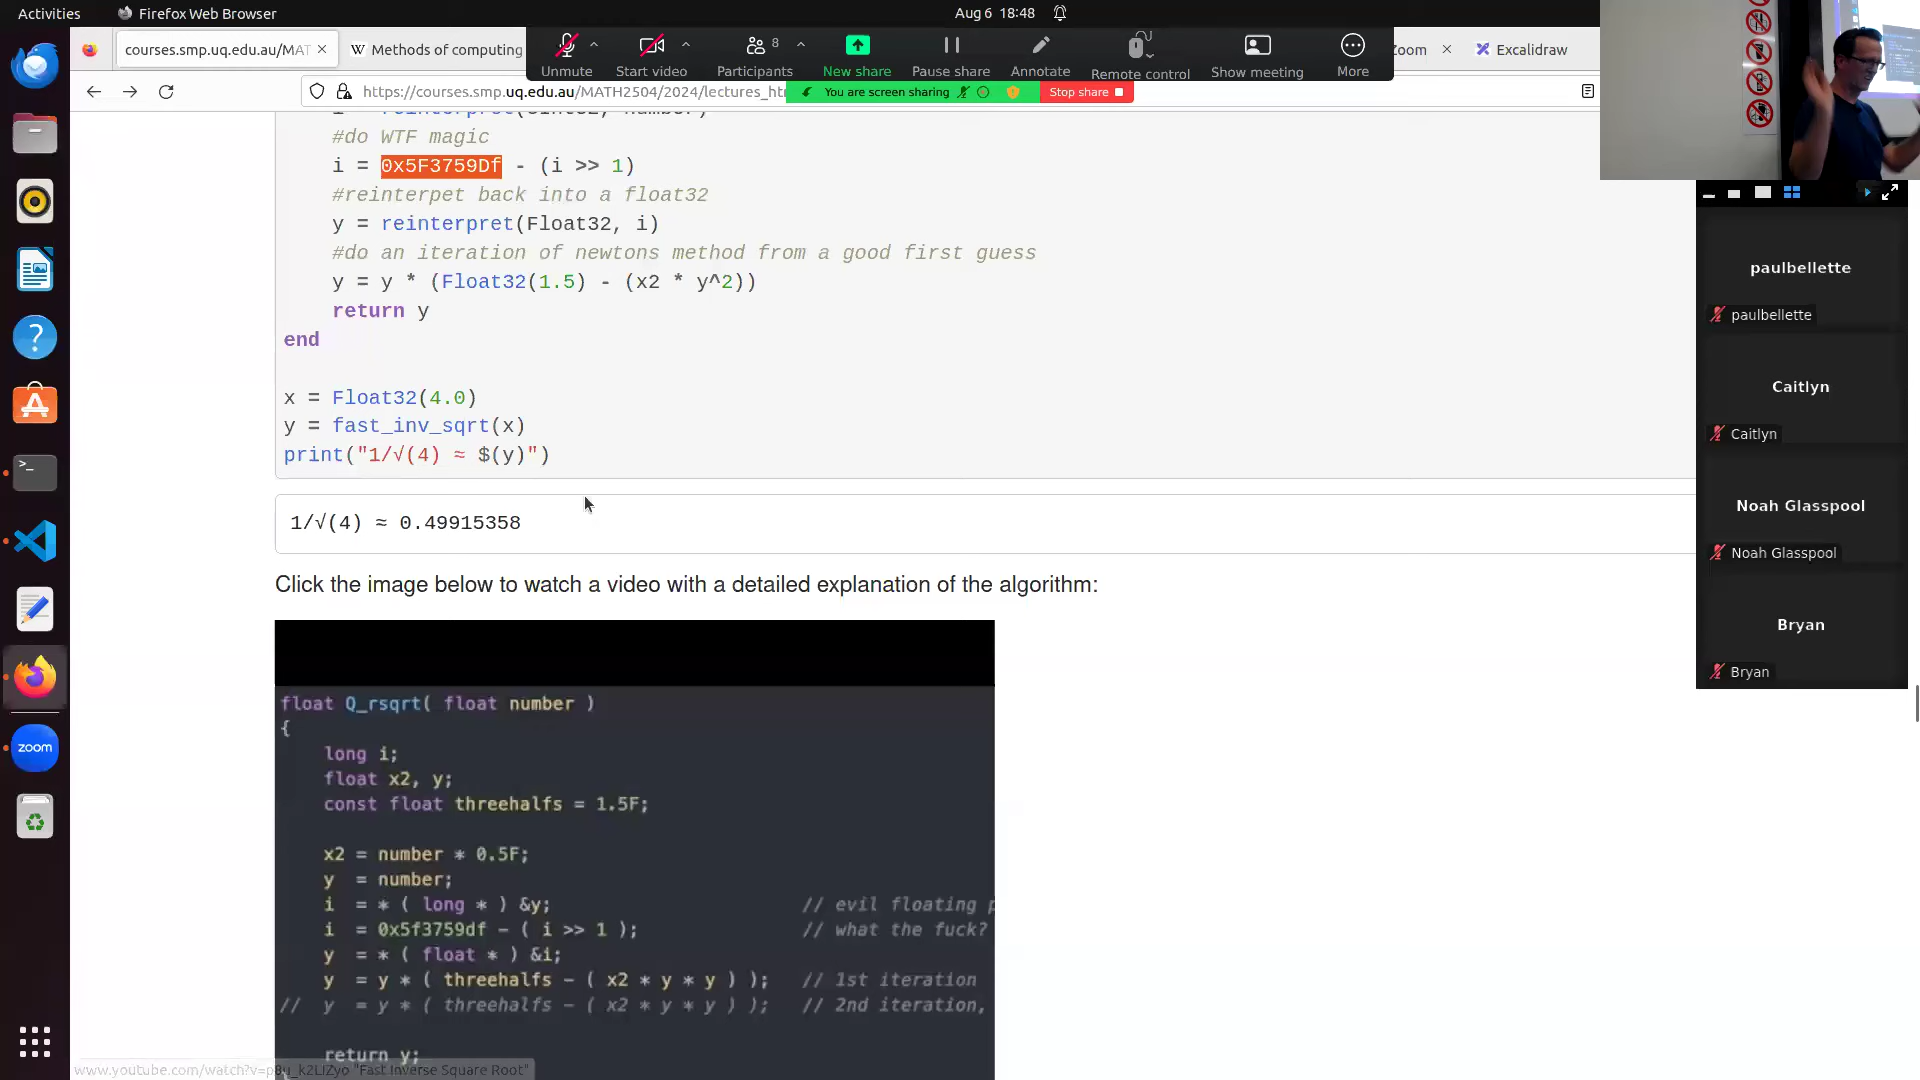 Activities
Firefox Web Browser
Aug 6 18:48
courses.smp.uq.edu.au/MAT
Methods of computing
Unmute
Start video
Participants
8
New share
Pause share
Annotate
Remote control
Show meeting
More
Zoom
Excalidraw
https://courses.smp.uq.edu.au/MATH2504/2024/lectures_htm
You are screen sharing
Stop share
#do WTF magic
i = 0x5F3759Df - (i >> 1)
#reinterpet back into a float32
y = reinterpret(Float32, i)
#do an iteration of newtons method from a good first guess
y = y * (Float32(1.5) - (x2 * y^2))
return y
end
x = Float32(4.0)
y = fast_inv_sqrt(x)
print("1/√(4) ≈ $(y)")
1/√(4) ≈ 0.49915358
Click the image below to watch a video with a detailed explanation of the algorithm:
float Q_rsqrt( float number )
{
long i;
float x2, y;
const float threehalfs = 1.5F;
x2 = number * 0.5F;
y = number;
i = * ( long * ) &y; // evil floating p
i = 0x5f3759df - ( i >> 1 ); // what the fuck?
y = * ( float * ) &i;
y = y * ( threehalfs - ( x2 * y * y ) ); // 1st iteration
// y = y * ( threehalfs - ( x2 * y * y ) ); // 2nd iteration,
return y;
"Fast Inverse Square Root"
paulbellette
paulbellette
Caitlyn
Caitlyn
Noah Glasspool
Noah Glasspool
Bryan
Bryan
zoom